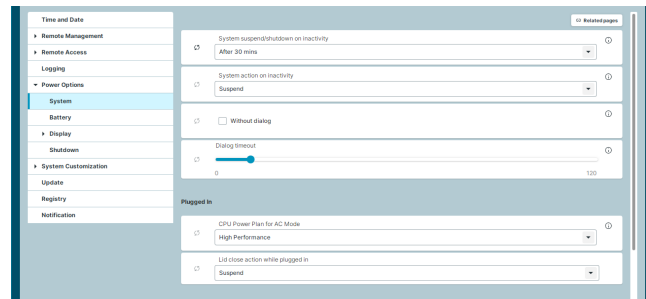 Time and Date
Related pages
Remote Management
System suspend/shutdown on inactivity
After 30 mins
Remote Access
Logging
System action on inactivity
Suspend
Power Options
System
Battery
Without dialog
Display
Shutdown
Dialog timeout
0
120
System Customization
Update
Registry
Notification
Plugged In
CPU Power Plan for AC Mode
High Performance
Lid close action while plugged in
Suspend